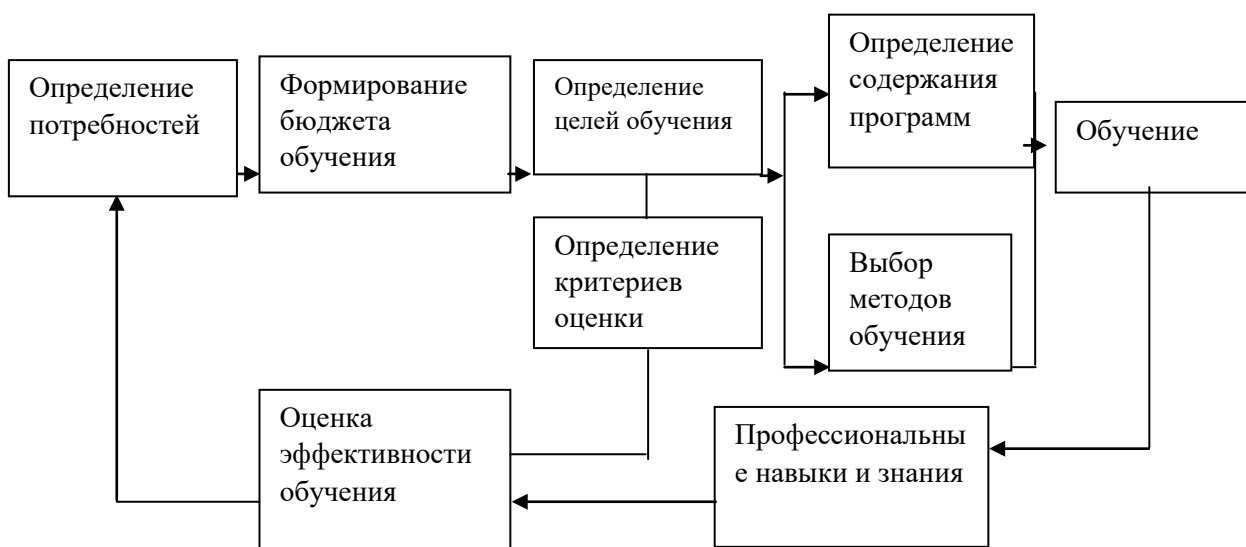 Определение
потребностей
Формирование
бюджета
обучения
Определение
целей обучения
Определение
содержания
программ
Обучение
Определение
критериев
оценки
Выбор
методов
обучения
Оценка
эффективности
обучения
Профессиональны
е навыки и знания